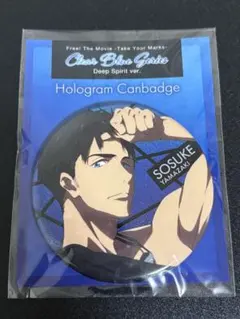 Free! The Movie -Take Your Marks-
Clear Blue Series
Deep Spirit ver.
Hologram Canbadge
SOSUKE
YAMAZAKI